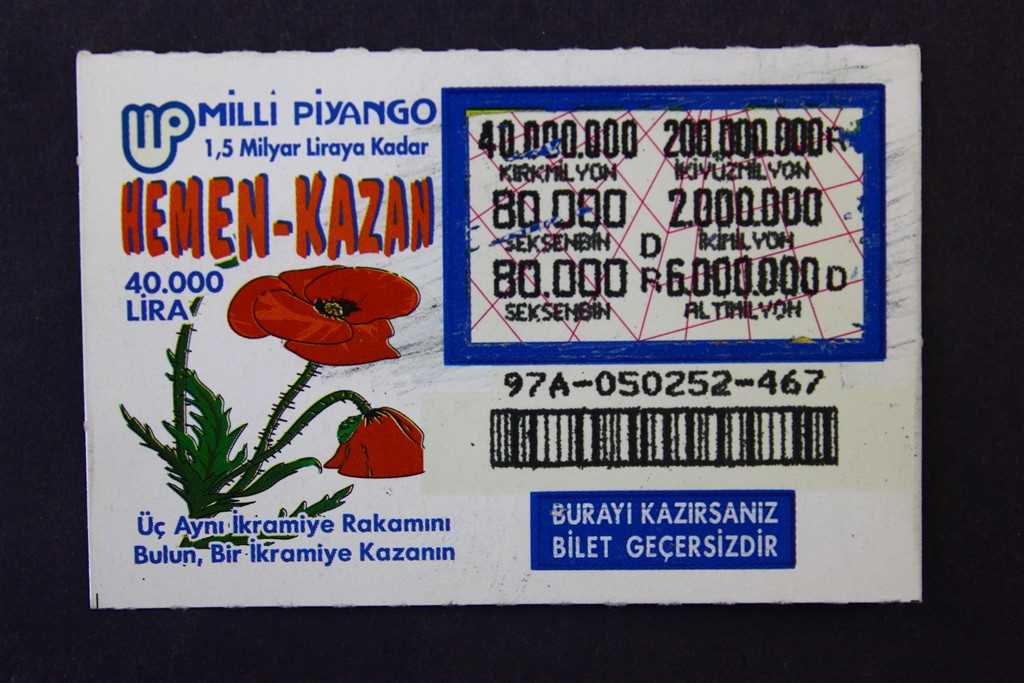 MİLLİ PİYANGO
1,5 Milyar Liraya Kadar
HEMEN-KAZAN
40.000
LİRA
40.000.000 200.000.000 R
KIRKMİLYON İKİYÜZMİLYON
80.000 2.000.000
SEKSENBİN D İKİMİLYON
80.000 R 6.000.000 D
SEKSENBİN ALTIMİLYON
97A-050252-467
BURAYI KAZIRSANIZ
BİLET GEÇERSİZDİR
Üç Aynı İkramiye Rakamını
Bulun, Bir İkramiye Kazanın